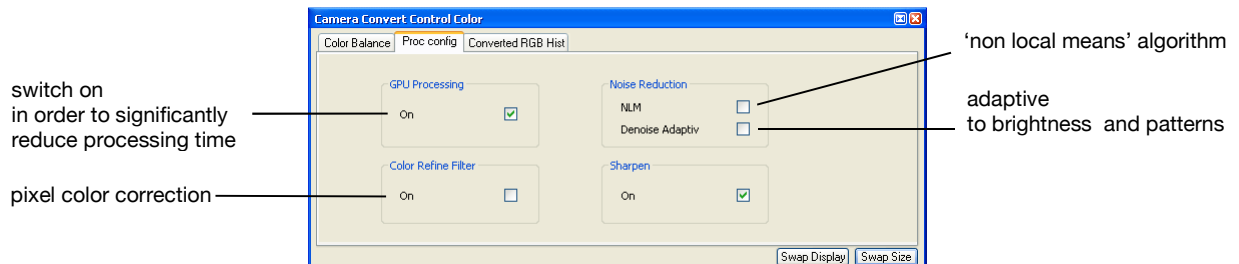 Camera Convert Control Color
Color Balance Proc config Converted RGB Hist
switch on
in order to significantly
reduce processing time
GPU Processing
On
Noise Reduction
NLM
Denoise Adaptiv
'non local means' algorithm
adaptive
to brightness and patterns
pixel color correction
Color Refine Filter
On
Sharpen
On
Swap Display Swap Size